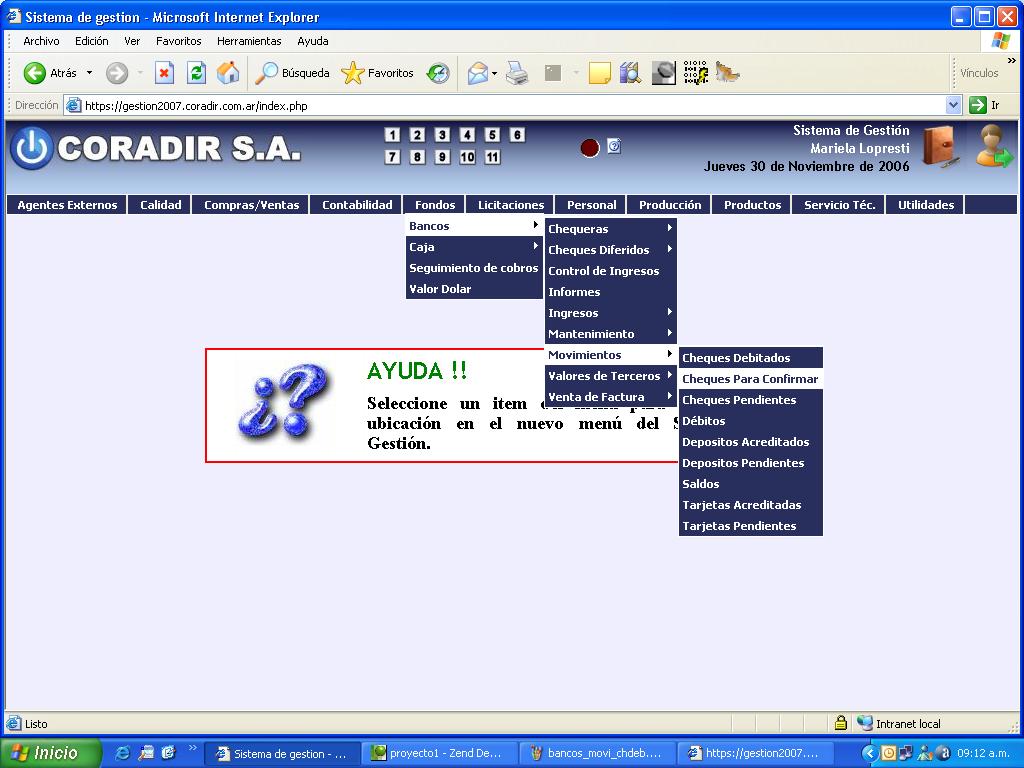 Sistema de gestion - Microsoft Internet Explorer
Archivo Edición Ver Favoritos Herramientas Ayuda
Atrás Búsqueda Favoritos Vínculos
Dirección https://gestion2007.coradir.com.ar/index.php Ir
CORADIR S.A.
1 2 3 4 5 6
7 8 9 10 11
Sistema de Gestión
Mariela Lopresti
Jueves 30 de Noviembre de 2006
Agentes Externos Calidad Compras/Ventas Contabilidad Fondos Licitaciones Personal Producción Productos Servicio Téc. Utilidades
Bancos
Caja
Seguimiento de cobros
Valor Dolar
Chequeras
Cheques Diferidos
Control de Ingresos
Informes
Ingresos
Mantenimiento
Movimientos
Valores de Terceros
Venta de Factura
Cheques Debitados
Cheques Para Confirmar
Cheques Pendientes
Débitos
Depositos Acreditados
Depositos Pendientes
Saldos
Tarjetas Acreditadas
Tarjetas Pendientes
AYUDA !!
Seleccione un item
ubicación en el nuevo menú del S
Gestión.
Listo Intranet local
Inicio Sistema de gestion - ... proyecto1 - Zend De... bancos_movi_chdeb.... https://gestion2007.... 09:12 a.m.